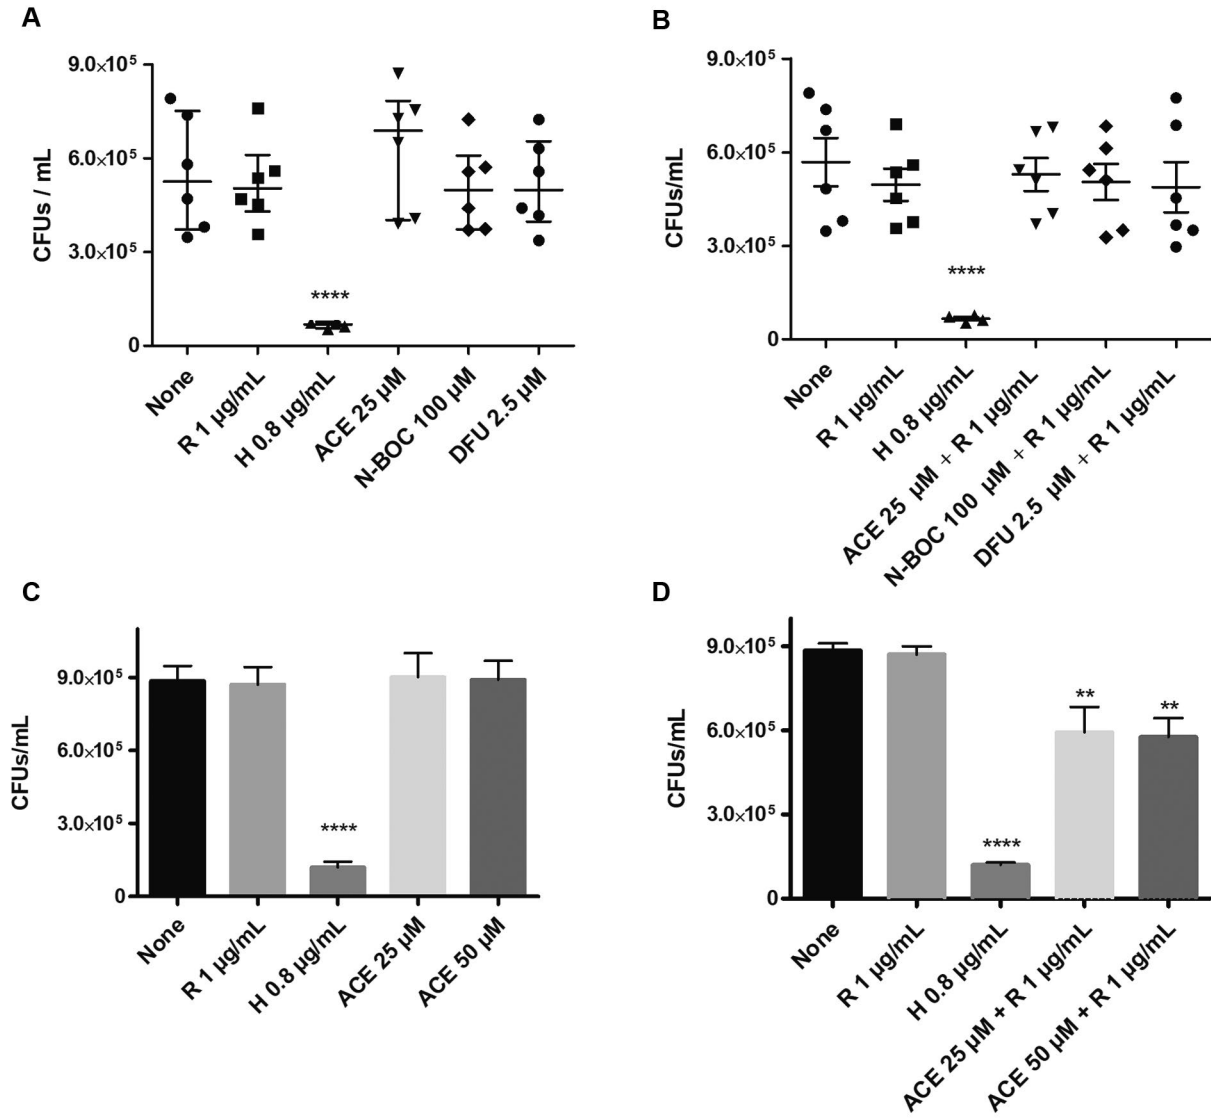 A
CFUs / mL
9.0×10⁵
6.0×10⁵
3.0×10⁵
0
****
None
R 1 µg/mL
H 0.8 µg/mL
ACE 25 µM
N-BOC 100 µM
DFU 2.5 µM
B
CFUs/mL
9.0×10⁵
6.0×10⁵
3.0×10⁵
0
****
None
R 1 µg/mL
H 0.8 µg/mL
ACE 25 µM + R 1 µg/mL
N-BOC 100 µM + R 1 µg/mL
DFU 2.5 µM + R 1 µg/mL
C
CFUs/mL
9.0×10⁵
6.0×10⁵
3.0×10⁵
0
****
None
R 1 µg/mL
H 0.8 µg/mL
ACE 25 µM
ACE 50 µM
D
CFUs/mL
9.0×10⁵
6.0×10⁵
3.0×10⁵
0
****
**
**
None
R 1 µg/mL
H 0.8 µg/mL
ACE 25 µM + R 1 µg/mL
ACE 50 µM + R 1 µg/mL